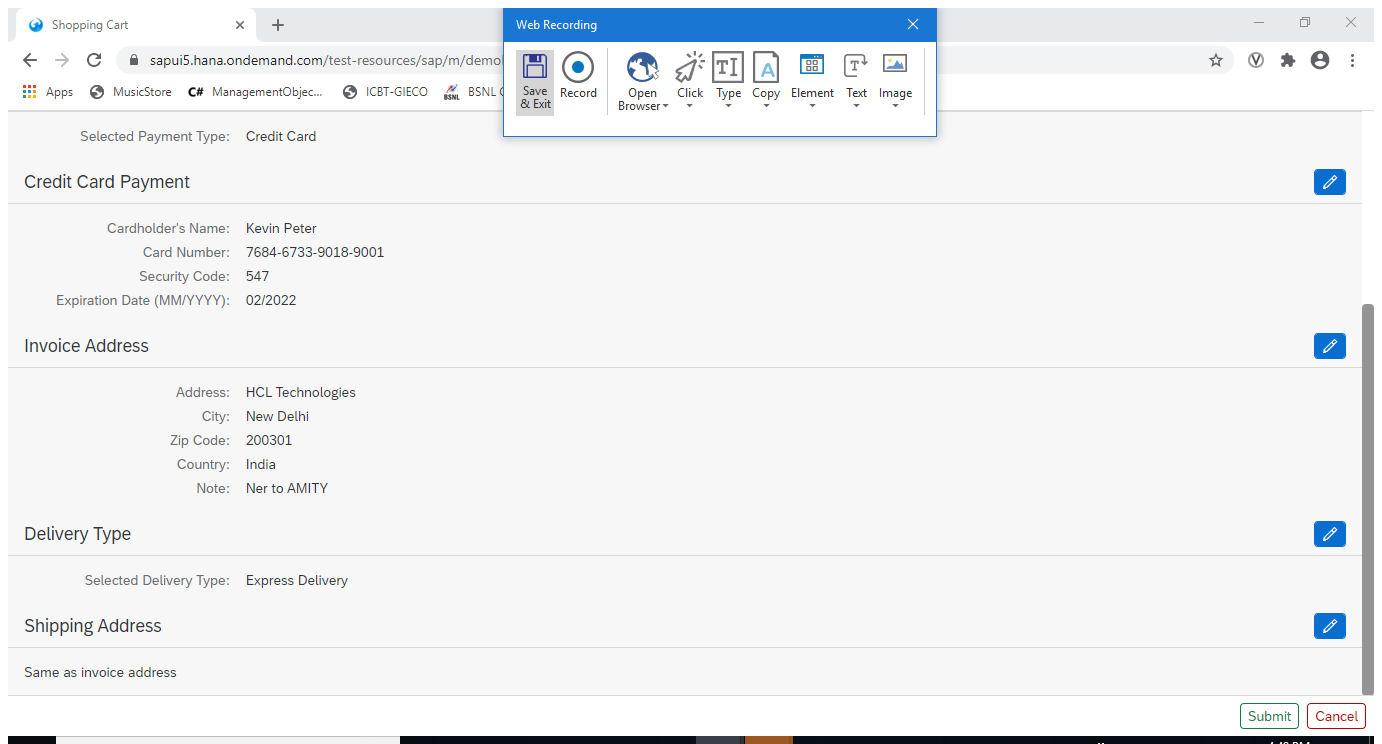 Shopping Cart
Web Recording
sapui5.hana.ondemand.com/test-resources/sap/m/demo
Save & Exit
Record
Open Browser
Click
Type
Copy
Element
Text
Image
Apps
MusicStore
C# ManagementObjec...
ICBT-GIECO
BSNL BSNL
Selected Payment Type: Credit Card
Credit Card Payment
Cardholder's Name: Kevin Peter
Card Number: 7684-6733-9018-9001
Security Code: 547
Expiration Date (MM/YYYY): 02/2022
Invoice Address
Address: HCL Technologies
City: New Delhi
Zip Code: 200301
Country: India
Note: Ner to AMITY
Delivery Type
Selected Delivery Type: Express Delivery
Shipping Address
Same as invoice address
Submit Cancel